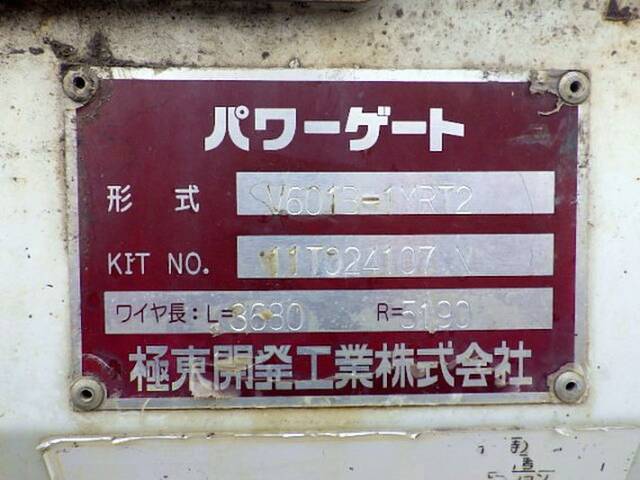 パワーゲート
形式 V601B-1MRT2
KIT NO. 11T024107 N
ワイヤ長:L=3630 R=5190
極東開発工業株式会社